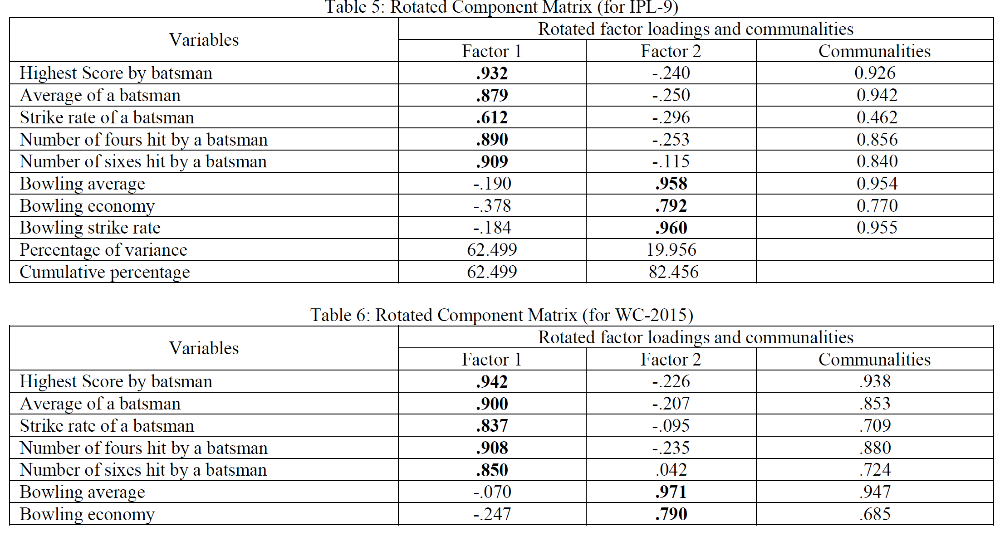 Table 5: Rotated Component Matrix (for IPL-9)
Variables
Rotated factor loadings and communalities
Factor 1 Factor 2 Communalities
Highest Score by batsman .932 -.240 0.926
Average of a batsman .879 -.250 0.942
Strike rate of a batsman .612 -.296 0.462
Number of fours hit by a batsman .890 -.253 0.856
Number of sixes hit by a batsman .909 -.115 0.840
Bowling average -.190 .958 0.954
Bowling economy -.378 .792 0.770
Bowling strike rate -.184 .960 0.955
Percentage of variance 62.499 19.956
Cumulative percentage 62.499 82.456
Table 6: Rotated Component Matrix (for WC-2015)
Variables
Rotated factor loadings and communalities
Factor 1 Factor 2 Communalities
Highest Score by batsman .942 -.226 .938
Average of a batsman .900 -.207 .853
Strike rate of a batsman .837 -.095 .709
Number of fours hit by a batsman .908 -.235 .880
Number of sixes hit by a batsman .850 .042 .724
Bowling average -.070 .971 .947
Bowling economy -.247 .790 .685